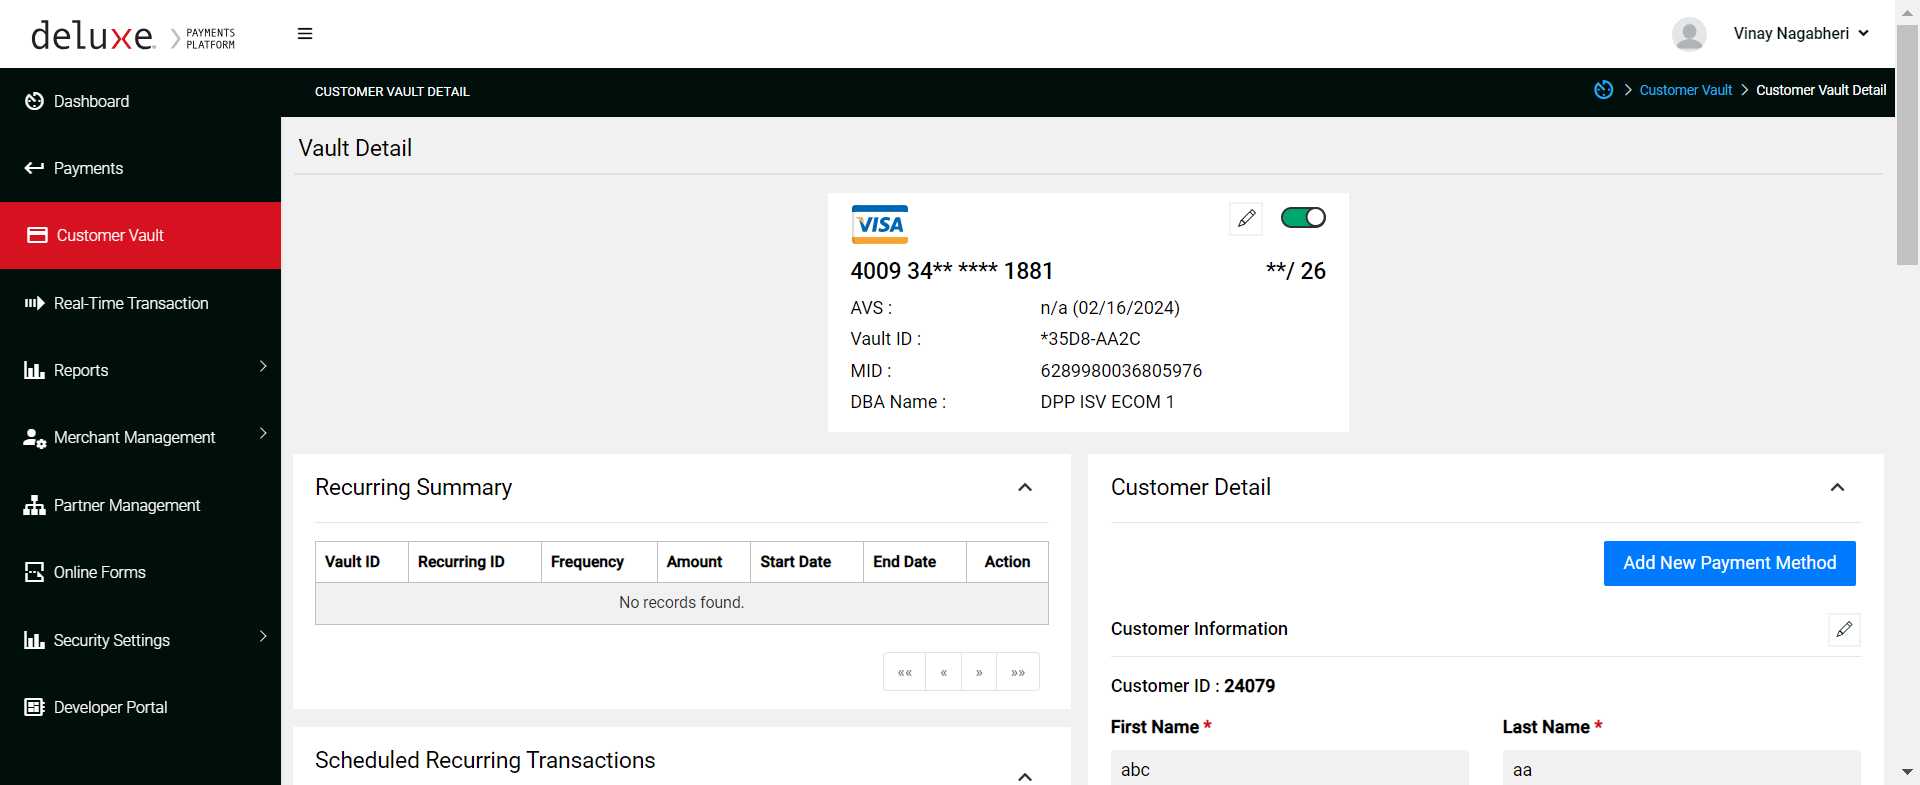 deluxe. PAYMENTS PLATFORM
Vinay Nagabheri
Dashboard
Payments
Customer Vault
Real-Time Transaction
Reports
Merchant Management
Partner Management
Online Forms
Security Settings
Developer Portal
CUSTOMER VAULT DETAIL
> Customer Vault > Customer Vault Detail
Vault Detail
VISA
4009 34** **** 1881 **/ 26
AVS : n/a (02/16/2024)
Vault ID : *35D8-AA2C
MID : 6289980036805976
DBA Name : DPP ISV ECOM 1
Recurring Summary
Vault ID Recurring ID Frequency Amount Start Date End Date Action
No records found.
«« « » »»
Scheduled Recurring Transactions
Customer Detail
Add New Payment Method
Customer Information
Customer ID : 24079
First Name * Last Name *
abc aa